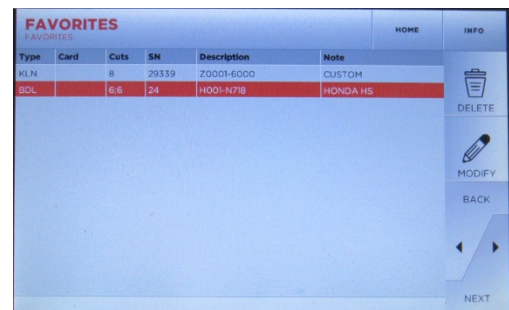 FAVORITES
FAVORITES
HOME
INFO
Type Card Cuts SN Description Note
KLN 8 29339 Z0001-6000 CUSTOM
BDL 6;6 24 H001-N718 HONDA HS
DELETE
MODIFY
BACK
NEXT